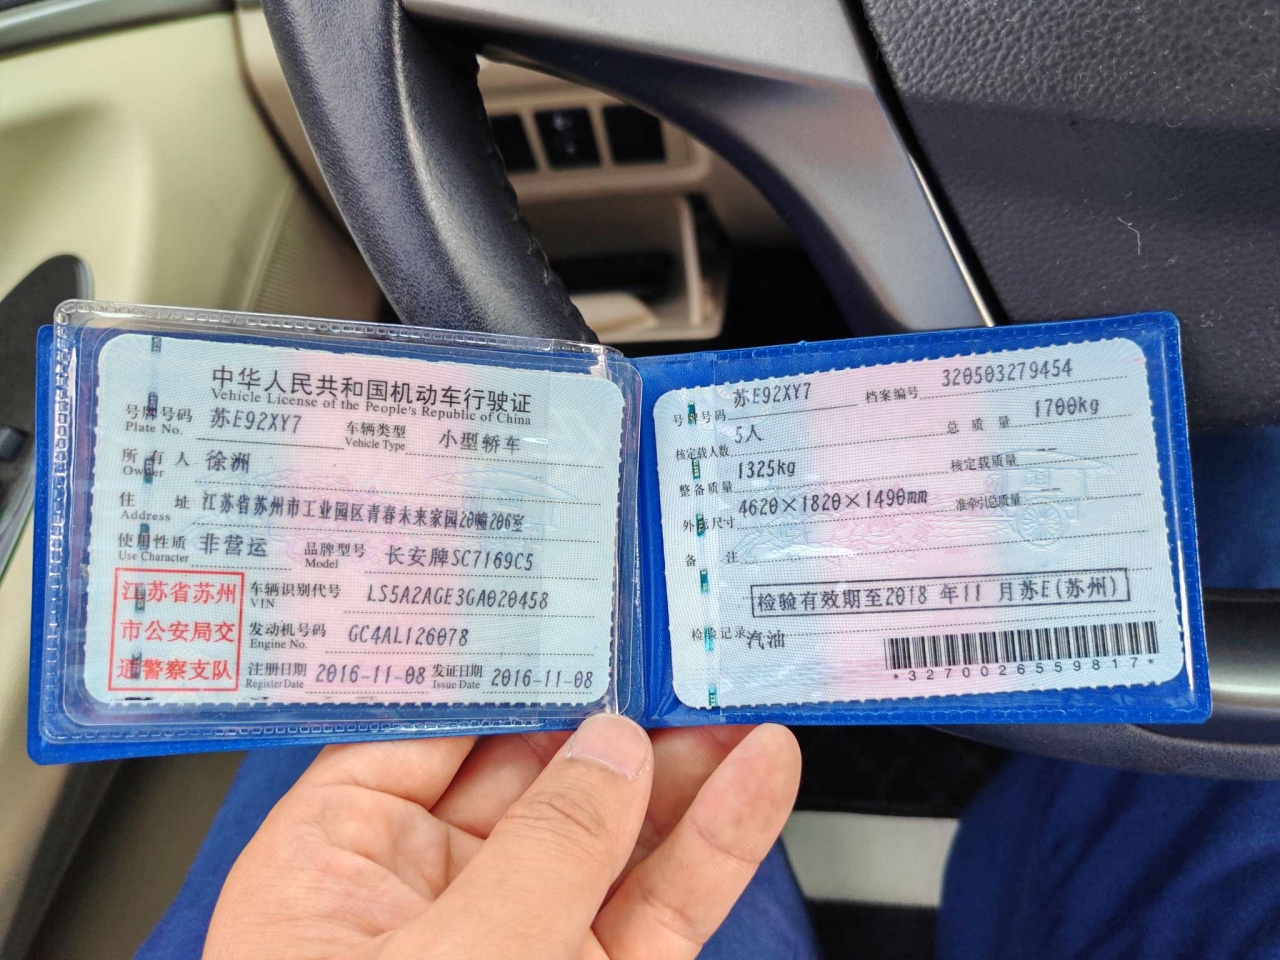 中华人民共和国机动车行驶证
Vehicle License of the People's Republic of China
号牌号码 苏E92XY7 车辆类型 小型轿车
Plate No. Vehicle Type
所有人 徐洲
Owner
住址 江苏省苏州市工业园区青春未来家园20幢206室
Address
使用性质 非营运 品牌型号 长安牌SC7169C5
Use Character Model
江苏省苏州
市公安局交
通警察支队
车辆识别代号 LS5A2AGE3GA020458
VIN
发动机号码 GC4AL126078
Engine No.
注册日期 2016-11-08 发证日期 2016-11-08
Register Date Issue Date
号牌号码 苏E92XY7 档案编号 320503279454
核定载人数 5人 总质量 1700kg
整备质量 1325kg 核定载质量 --
外廓尺寸 4620×1820×1490mm 准牵引总质量 --
备注
检验有效期至2018 年11 月苏E(苏州)
检验记录 汽油
*3270026559817*